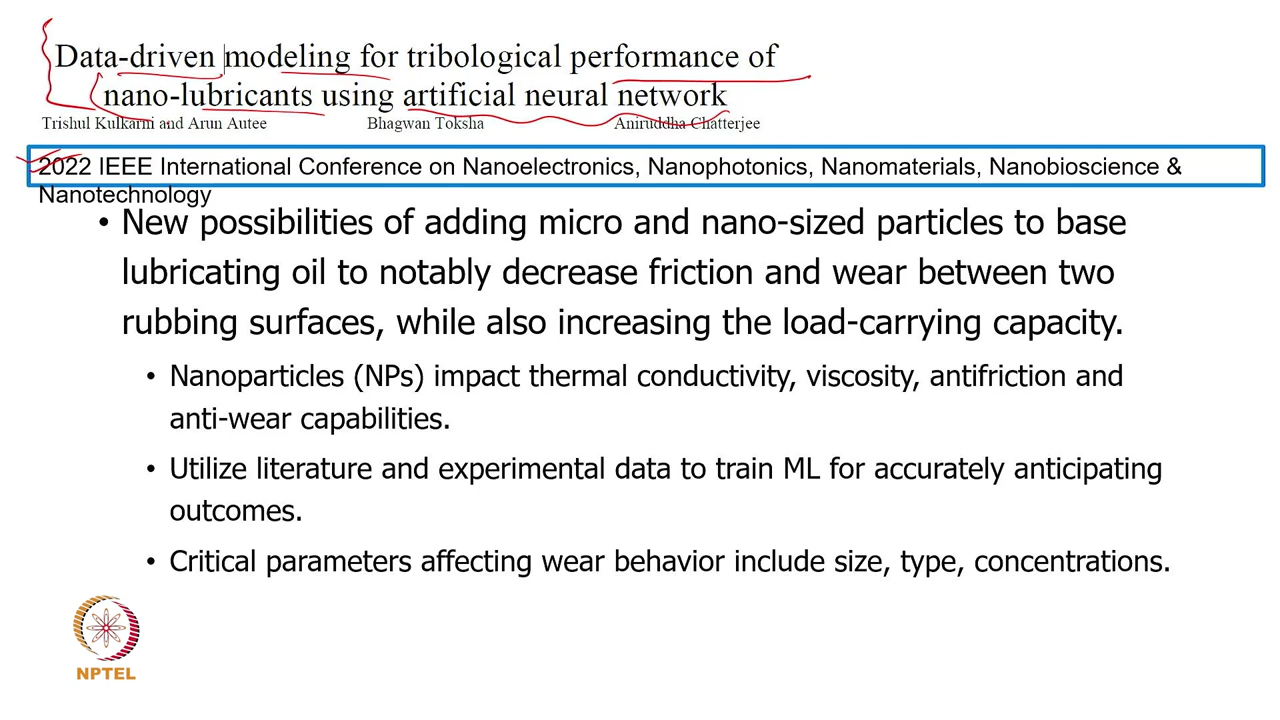 Data-driven modeling for tribological performance of
nano-lubricants using artificial neural network
Trishul Kulkarni and Arun Autee Bhagwan Toksha Aniruddha Chatterjee
2022 IEEE International Conference on Nanoelectronics, Nanophotonics, Nanomaterials, Nanobioscience &
Nanotechnology
• New possibilities of adding micro and nano-sized particles to base
lubricating oil to notably decrease friction and wear between two
rubbing surfaces, while also increasing the load-carrying capacity.
• Nanoparticles (NPs) impact thermal conductivity, viscosity, antifriction and
anti-wear capabilities.
• Utilize literature and experimental data to train ML for accurately anticipating
outcomes.
• Critical parameters affecting wear behavior include size, type, concentrations.
NPTEL